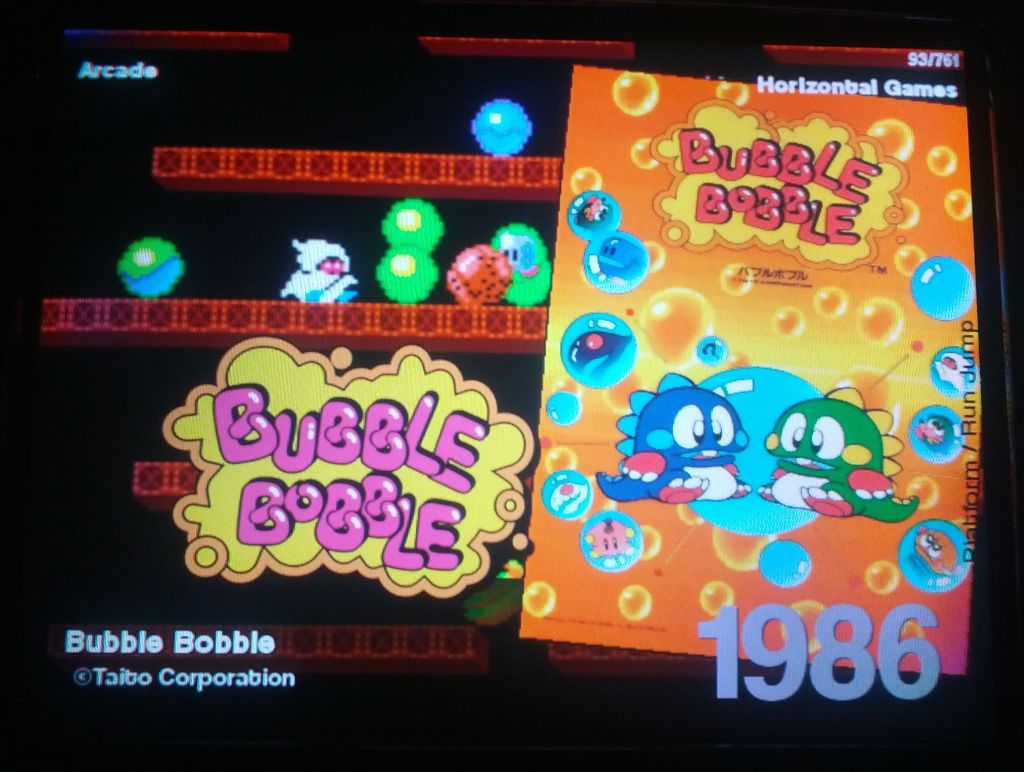 93/761
Arcade
Horizontal Games
BUBBLE
BOBBLE
TM
バブルボブル
BUBBLE
BOBBLE
Platform / Run Jump
Bubble Bobble
©Taito Corporation
1986